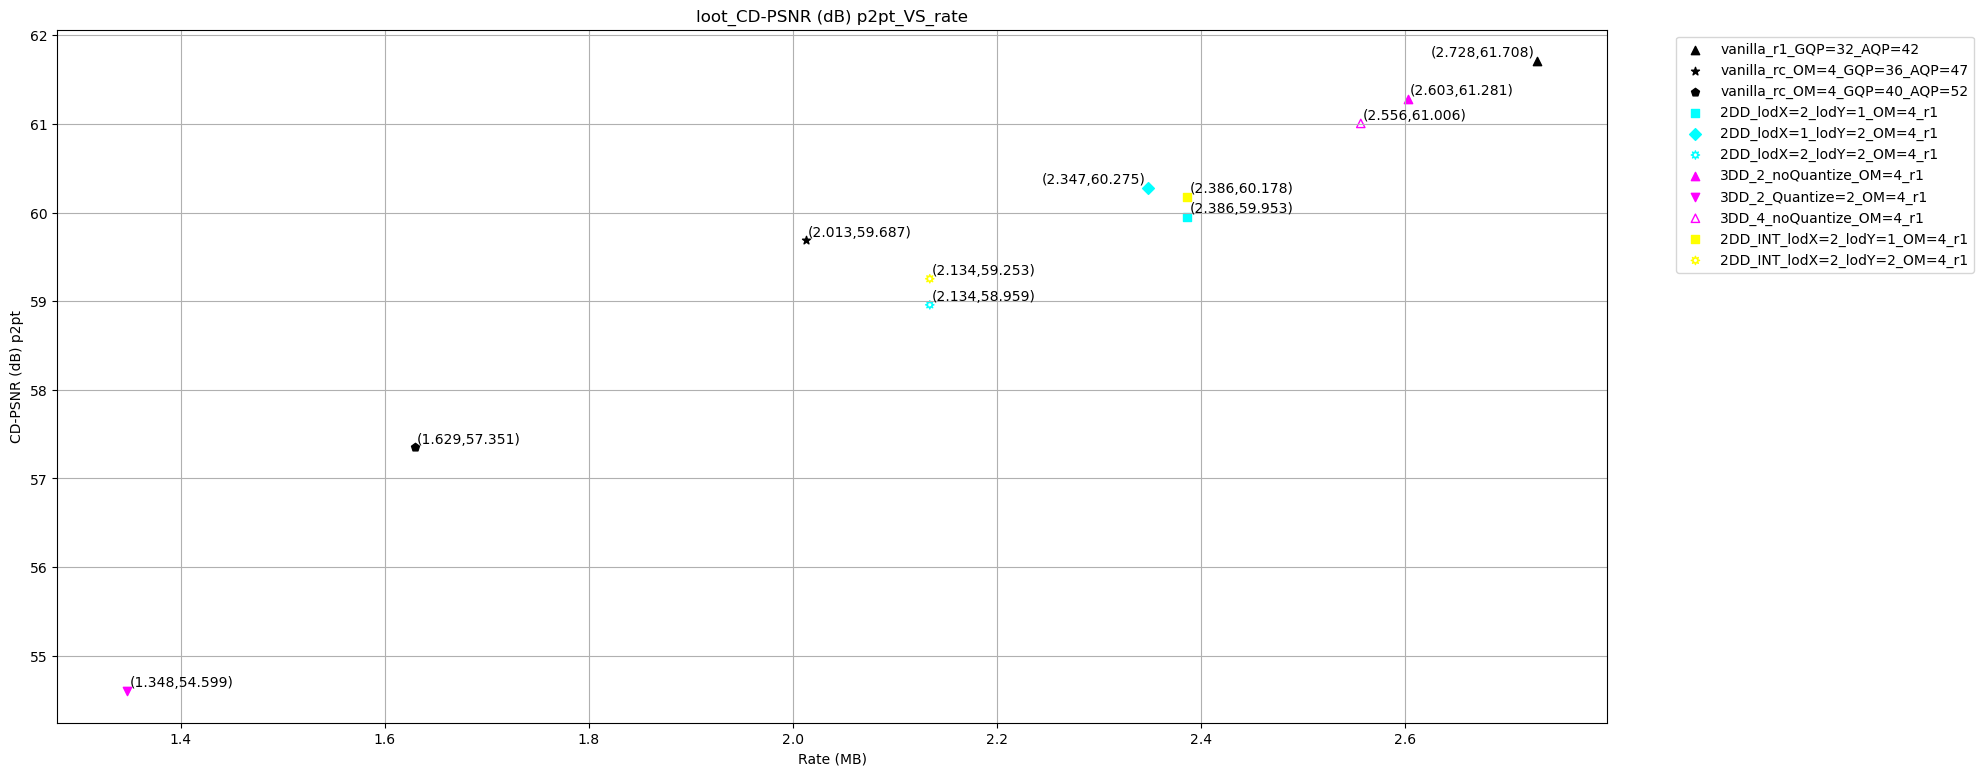 loot_CD-PSNR (dB) p2pt_VS_rate
62
61
60
59
58
57
56
55
CD-PSNR (dB) p2pt
(2.728,61.708)
(2.603,61.281)
(2.556,61.006)
(2.347,60.275)
(2.386,60.178)
(2.386,59.953)
(2.013,59.687)
(2.134,59.253)
(2.134,58.959)
(1.629,57.351)
(1.348,54.599)
1.4
1.6
1.8
2.0
2.2
2.4
2.6
Rate (MB)
vanilla_r1_GQP=32_AQP=42
vanilla_rc_OM=4_GQP=36_AQP=47
vanilla_rc_OM=4_GQP=40_AQP=52
2DD_lodX=2_lodY=1_OM=4_r1
2DD_lodX=1_lodY=2_OM=4_r1
2DD_lodX=2_lodY=2_OM=4_r1
3DD_2_noQuantize_OM=4_r1
3DD_2_Quantize=2_OM=4_r1
3DD_4_noQuantize_OM=4_r1
2DD_INT_lodX=2_lodY=1_OM=4_r1
2DD_INT_lodX=2_lodY=2_OM=4_r1